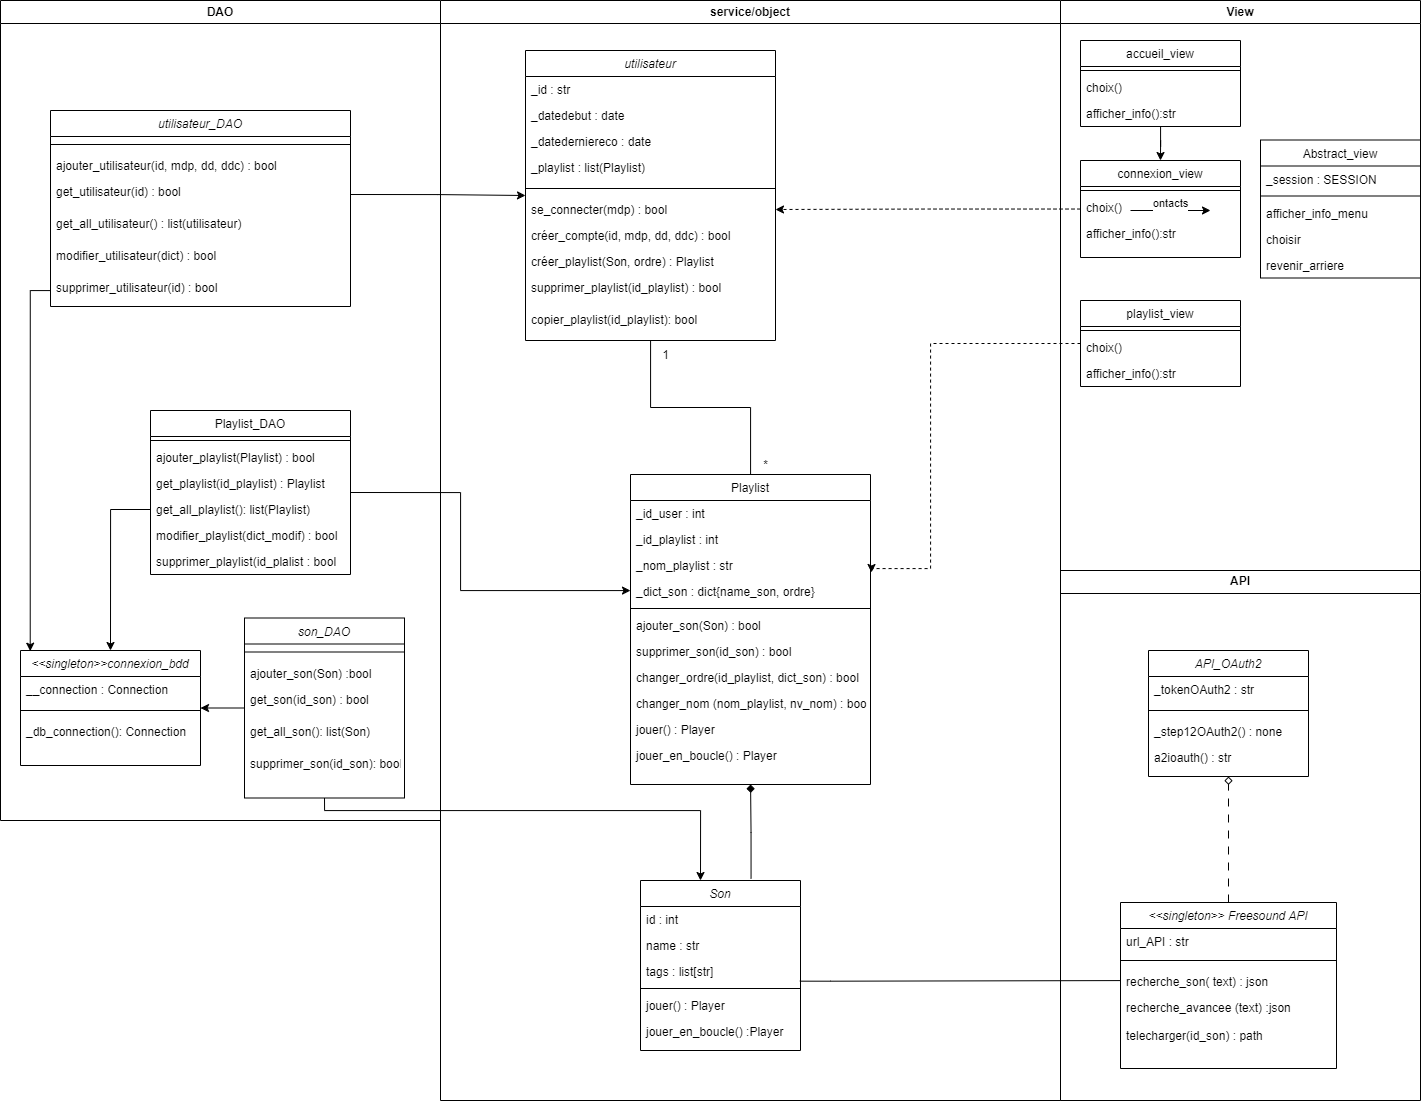 DAO
utilisateur_DAO
ajouter_utilisateur(id, mdp, dd, ddc) : bool
get_utilisateur(id) : bool
get_all_utilisateur() : list(utilisateur)
modifier_utilisateur(dict) : bool
supprimer_utilisateur(id) : bool
Playlist_DAO
ajouter_playlist(Playlist) : bool
get_playlist(id_playlist) : Playlist
get_all_playlist(): list(Playlist)
modifier_playlist(dict_modif) : bool
supprimer_playlist(id_plalist : bool
<<singleton>>connexion_bdd
__connection : Connection
_db_connection(): Connection
son_DAO
ajouter_son(Son) :bool
get_son(id_son) : bool
get_all_son(): list(Son)
supprimer_son(id_son): bool
service/object
utilisateur
_id : str
_datedebut : date
_datederniereco : date
_playlist : list(Playlist)
se_connecter(mdp) : bool
créer_compte(id, mdp, dd, ddc) : bool
créer_playlist(Son, ordre) : Playlist
supprimer_playlist(id_playlist) : bool
copier_playlist(id_playlist): bool
1
*
Playlist
_id_user : int
_id_playlist : int
_nom_playlist : str
_dict_son : dict{name_son, ordre}
ajouter_son(Son) : bool
supprimer_son(id_son) : bool
changer_ordre(id_playlist, dict_son) : bool
changer_nom (nom_playlist, nv_nom) : boo
jouer() : Player
jouer_en_boucle() : Player
Son
id : int
name : str
tags : list[str]
jouer() : Player
jouer_en_boucle() :Player
View
accueil_view
choix()
afficher_info():str
connexion_view
choix()
ontacts
afficher_info():str
Abstract_view
_session : SESSION
afficher_info_menu
choisir
revenir_arriere
playlist_view
choix()
afficher_info():str
API
API_OAuth2
_tokenOAuth2 : str
_step12OAuth2() : none
a2ioauth() : str
<<singleton>> Freesound API
url_API : str
recherche_son( text) : json
recherche_avancee (text) :json
telecharger(id_son) : path